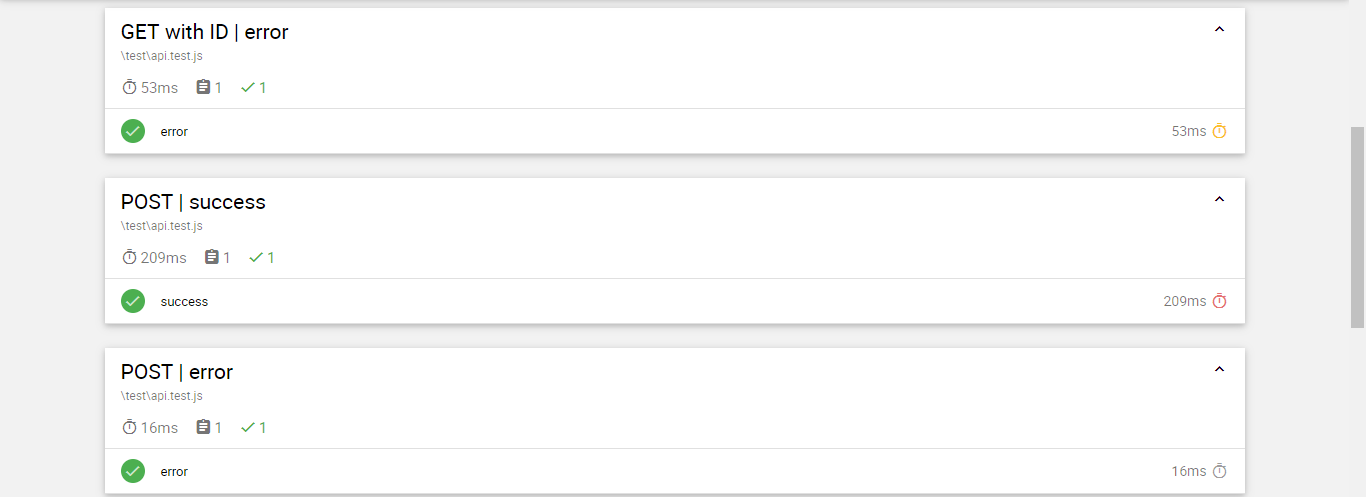 GET with ID | error
\test\api.test.js
53ms 1 1
error 53ms
POST | success
\test\api.test.js
209ms 1 1
success 209ms
POST | error
\test\api.test.js
16ms 1 1
error 16ms